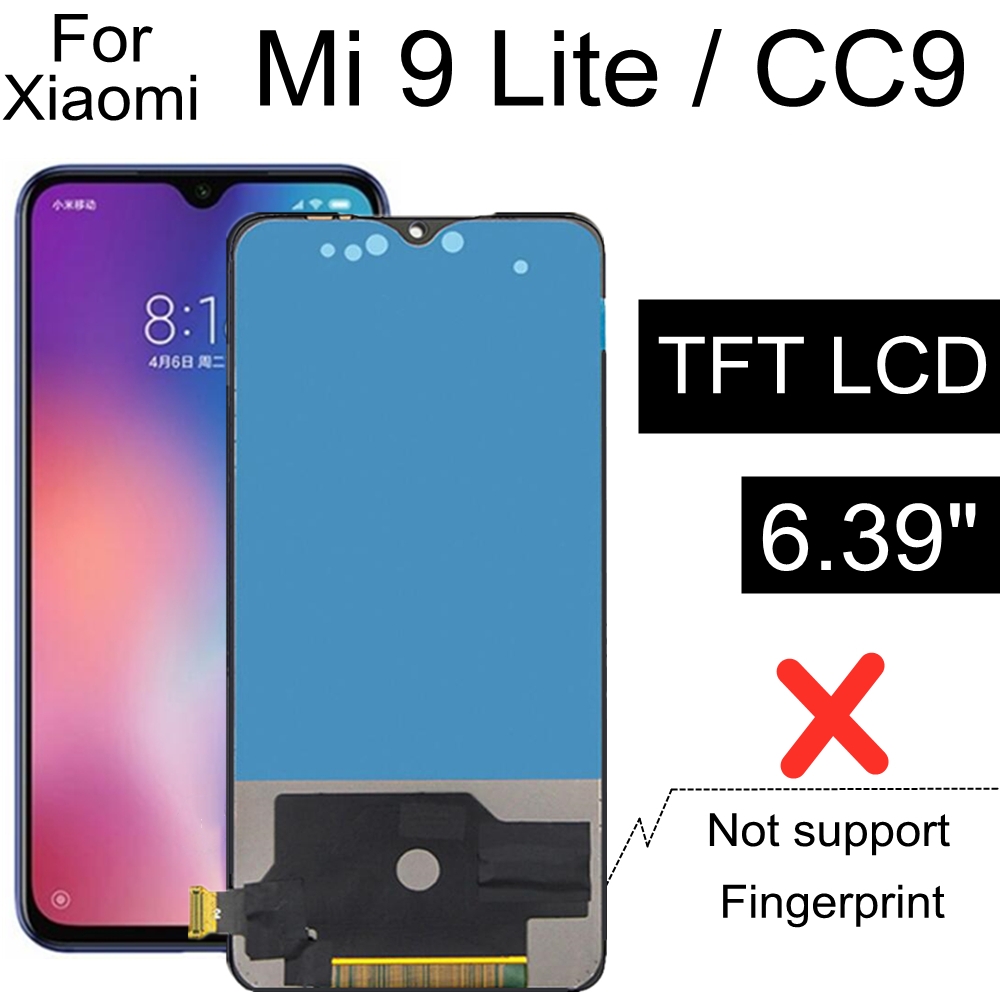 For
Xiaomi
Mi 9 Lite / CC9
小米移动
8:1
4月6日 周二
TFT LCD
6.39"
Not support
Fingerprint